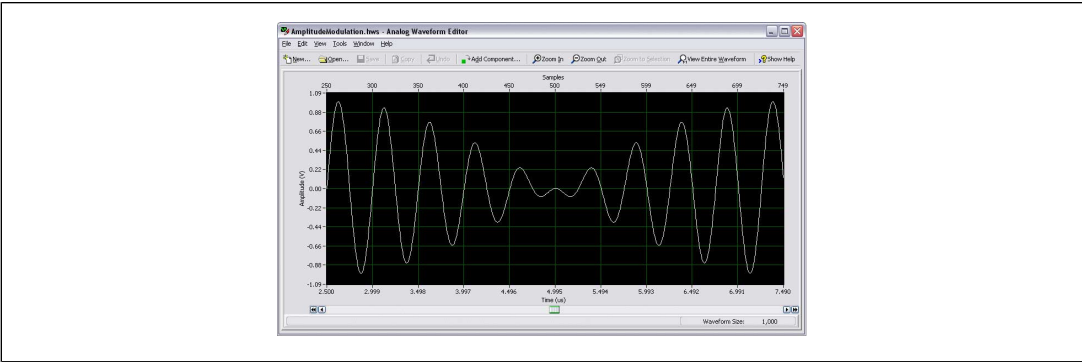 AmplitudeModulation.hws - Analog Waveform Editor
File Edit View Tools Window Help
New... Open... Save Copy Undo Add Component... Zoom In Zoom Out Zoom to Selection View Entire Waveform Show Help
Samples
250 300 350 400 450 500 549 599 649 699 749
1.09
0.88
0.66
0.44
0.22
0.00
-0.22
-0.44
-0.66
-0.88
-1.09
Amplitude (V)
2.500 2.999 3.498 3.997 4.496 4.995 5.494 5.993 6.492 6.991 7.490
Time (us)
Waveform Size: 1,000